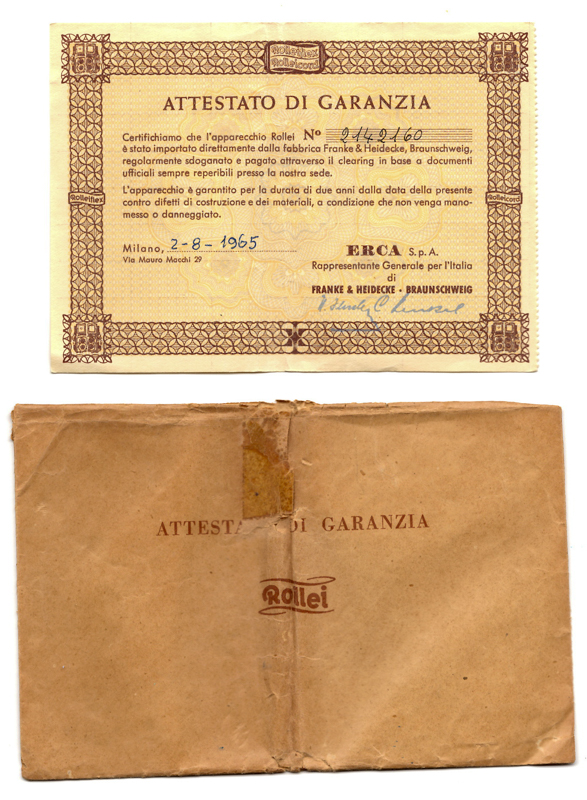 Rolleiflex
Rolleicord
ATTESTATO DI GARANZIA
Certifichiamo che l'apparecchio Rollei Nº 2142160
è stato importato direttamente dalla fabbrica Franke & Heidecke, Braunschweig,
regolarmente sdoganato e pagato attraverso il clearing in base a documenti
ufficiali sempre reperibili presso la nostra sede.
Rolleiflex
Rolleicord
L'apparecchio è garantito per la durata di due anni dalla data della presente
contro difetti di costruzione e dei materiali, a condizione che non venga mano-
messo o danneggiato.
Milano, 2-8-1965
Via Mauro Macchi 29
ERCA S.p.A.
Rappresentante Generale per l'Italia
di
FRANKE & HEIDECKE - BRAUNSCHWEIG
ATTESTA DI GARANZIA
Rollei